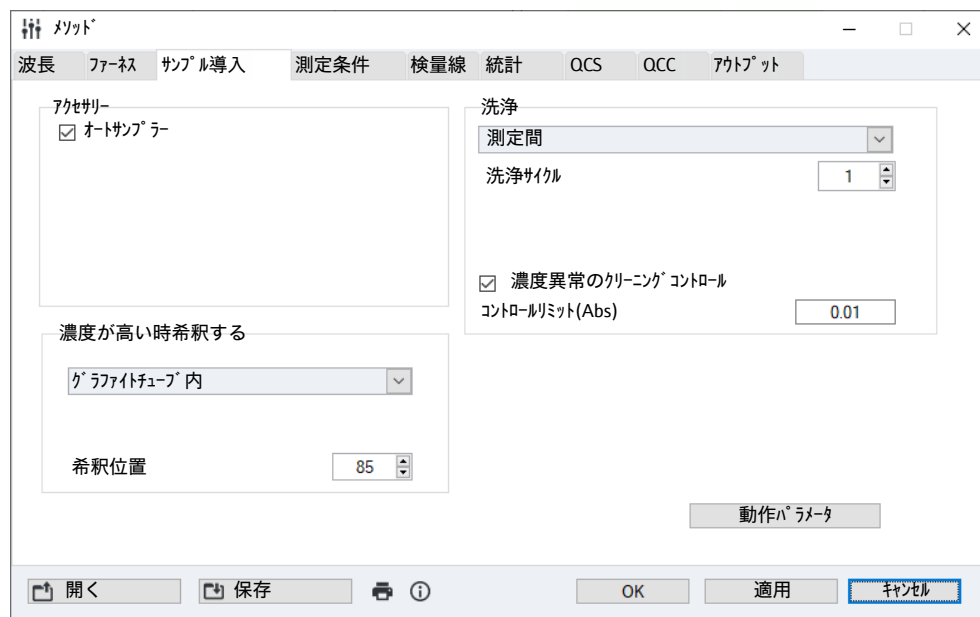 ﾒｿｯﾄﾞ
波長 ﾌｧｰﾈｽ ｻﾝﾌﾟﾙ導入 測定条件 検量線 統計 QCS QCC ｱｳﾄﾌﾟｯﾄ
ｱｸｾｻﾘｰ
ｵｰﾄｻﾝﾌﾟﾗｰ
洗浄
測定間
洗浄ｻｲｸﾙ 1
濃度異常のｸﾘｰﾆﾝｸﾞｺﾝﾄﾛｰﾙ
ｺﾝﾄﾛｰﾙﾘﾐｯﾄ(Abs) 0.01
濃度が高い時希釈する
ｸﾞﾗﾌｧｲﾄﾁｭｰﾌﾞ内
希釈位置 85
動作ﾊﾟﾗﾒｰﾀ
開く 保存 OK 適用 ｷｬﾝｾﾙ